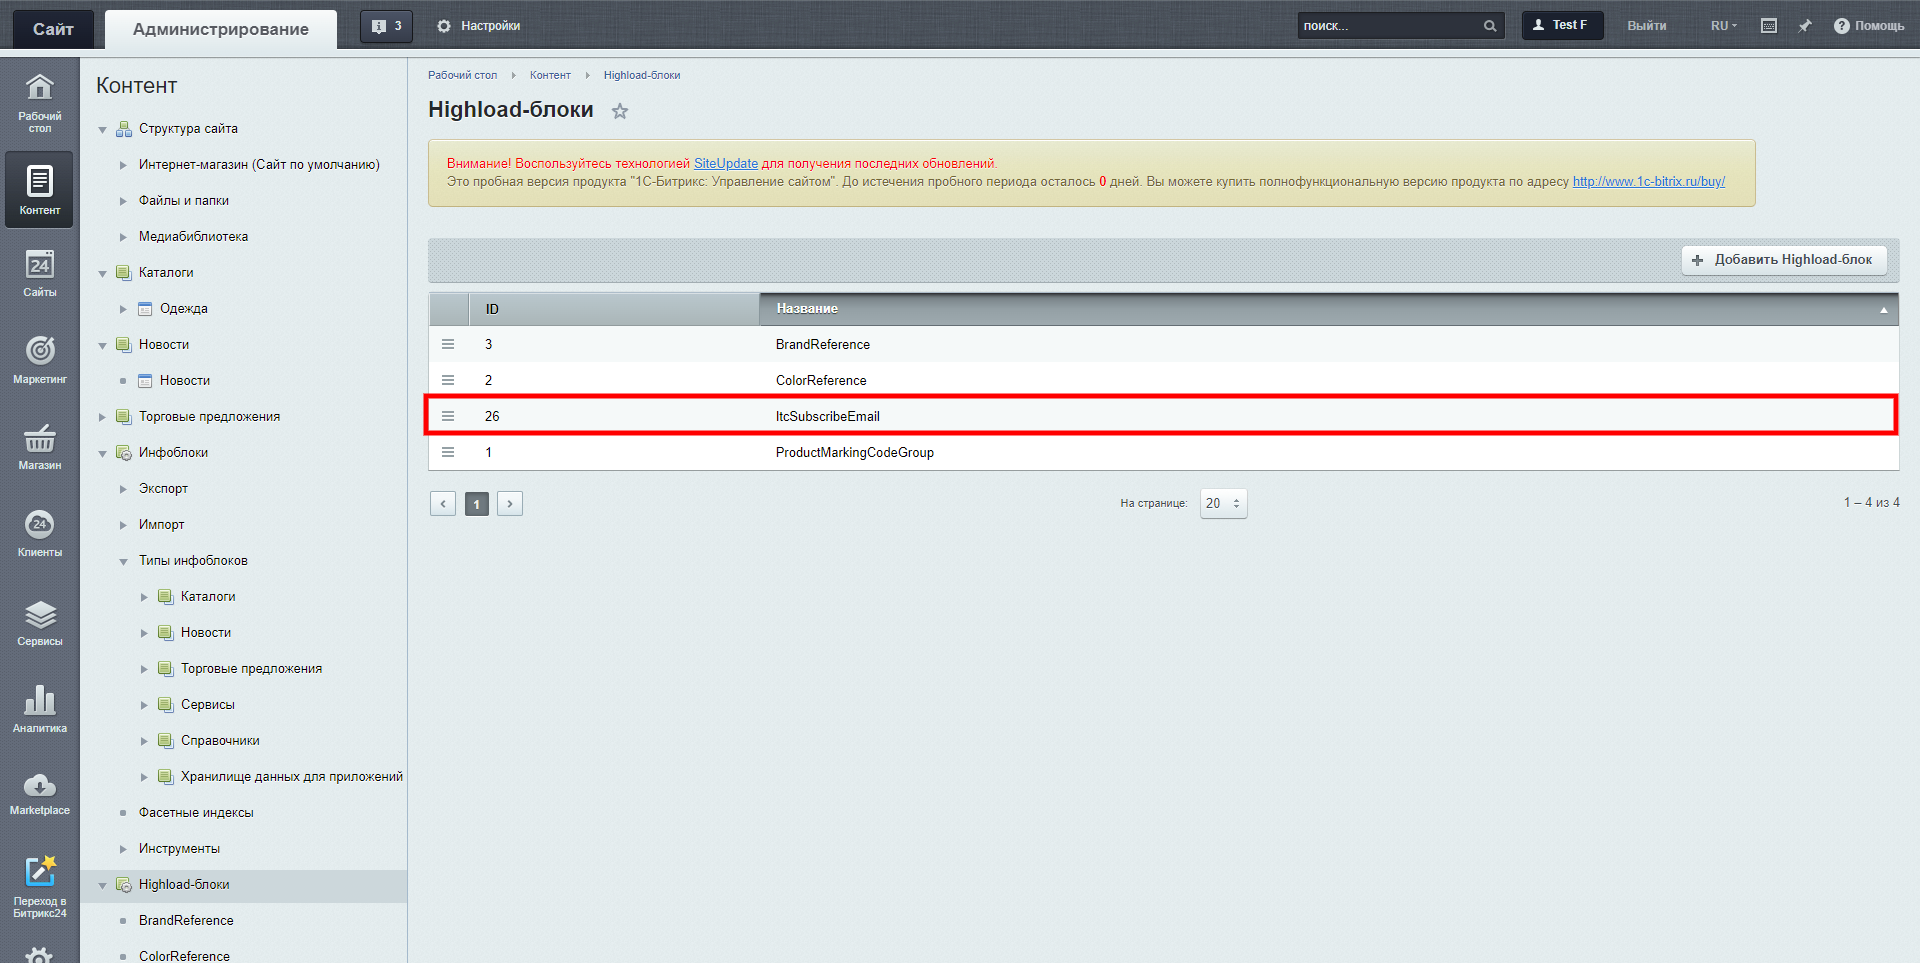 Сайт
Администрирование
3
Настройки
поиск...
Test F
Выйти
RU
Помощь
Рабочий
стол
Контент
24
Сайты
Маркетинг
Магазин
24
Клиенты
Сервисы
Аналитика
Marketplace
Переход в
Битрикс24
Контент
Структура сайта
Интернет-магазин (Сайт по умолчанию)
Файлы и папки
Медиабиблиотека
Каталоги
Одежда
Новости
Новости
Торговые предложения
Инфоблоки
Экспорт
Импорт
Типы инфоблоков
Каталоги
Новости
Торговые предложения
Сервисы
Справочники
Хранилище данных для приложений
Фасетные индексы
Инструменты
Highload-блоки
BrandReference
ColorReference
Рабочий стол
Контент
Highload-блоки
Highload-блоки
Внимание! Воспользуйтесь технологией SiteUpdate для получения последних обновлений.
Это пробная версия продукта "1С-Битрикс: Управление сайтом". До истечения пробного периода осталось 0 дней. Вы можете купить полнофункциональную версию продукта по адресу http://www.1c-bitrix.ru/buy/
Добавить Highload-блок
ID Название
3 BrandReference
2 ColorReference
26 ItcSubscribeEmail
1 ProductMarkingCodeGroup
1
На странице: 20
1 – 4 из 4